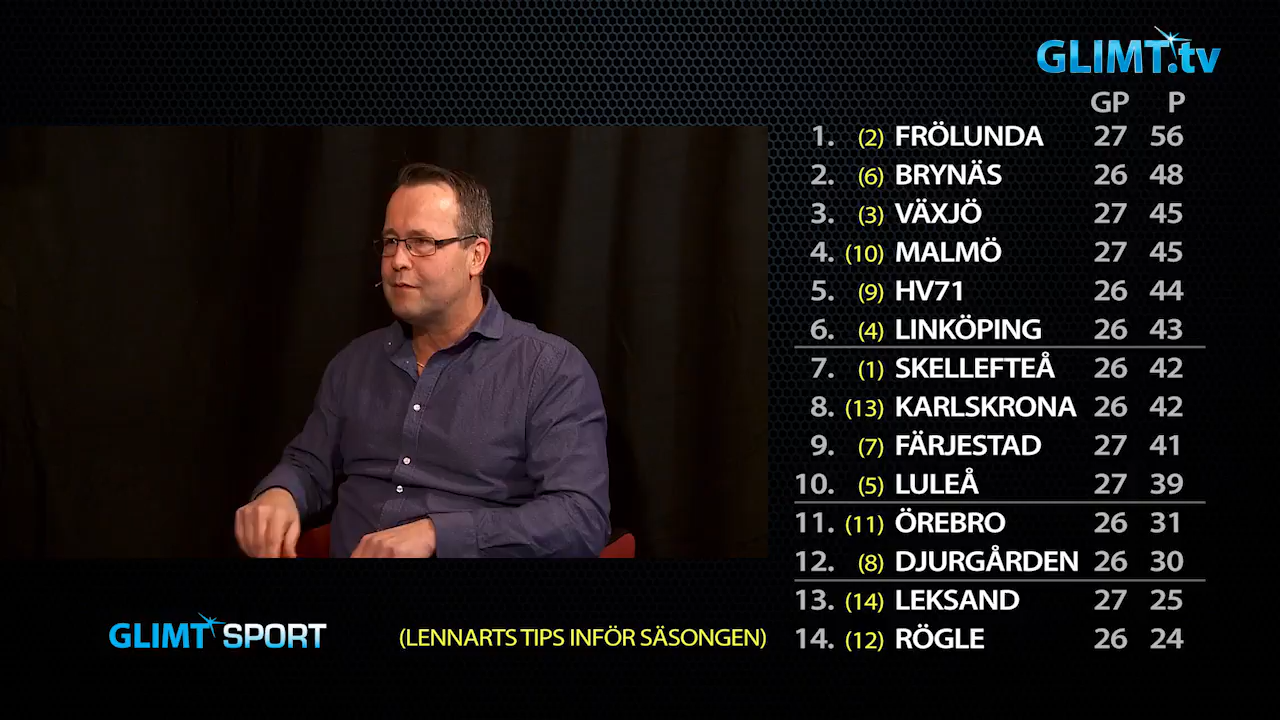 GLIMT.tv
GP P
1. (2) FRÖLUNDA 27 56
2. (6) BRYNÄS 26 48
3. (3) VÄXJÖ 27 45
4. (10) MALMÖ 27 45
5. (9) HV71 26 44
6. (4) LINKÖPING 26 43
7. (1) SKELLEFTEÅ 26 42
8. (13) KARLSKRONA 26 42
9. (7) FÄRJESTAD 27 41
10. (5) LULEÅ 27 39
11. (11) ÖREBRO 26 31
12. (8) DJURGÅRDEN 26 30
13. (14) LEKSAND 27 25
14. (12) RÖGLE 26 24
GLIMT SPORT
(LENNARTS TIPS INFÖR SÄSONGEN)